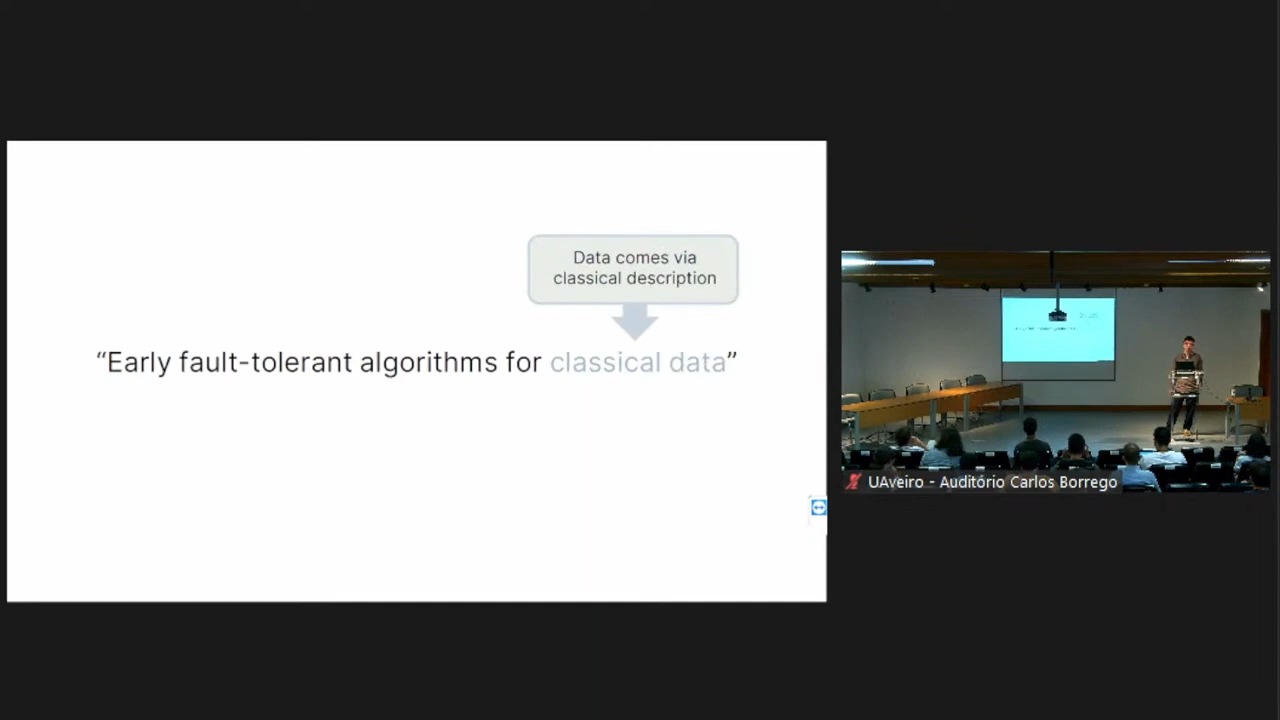 Data comes via
classical description
“Early fault-tolerant algorithms for classical data”
UAveiro - Auditório Carlos Borrego